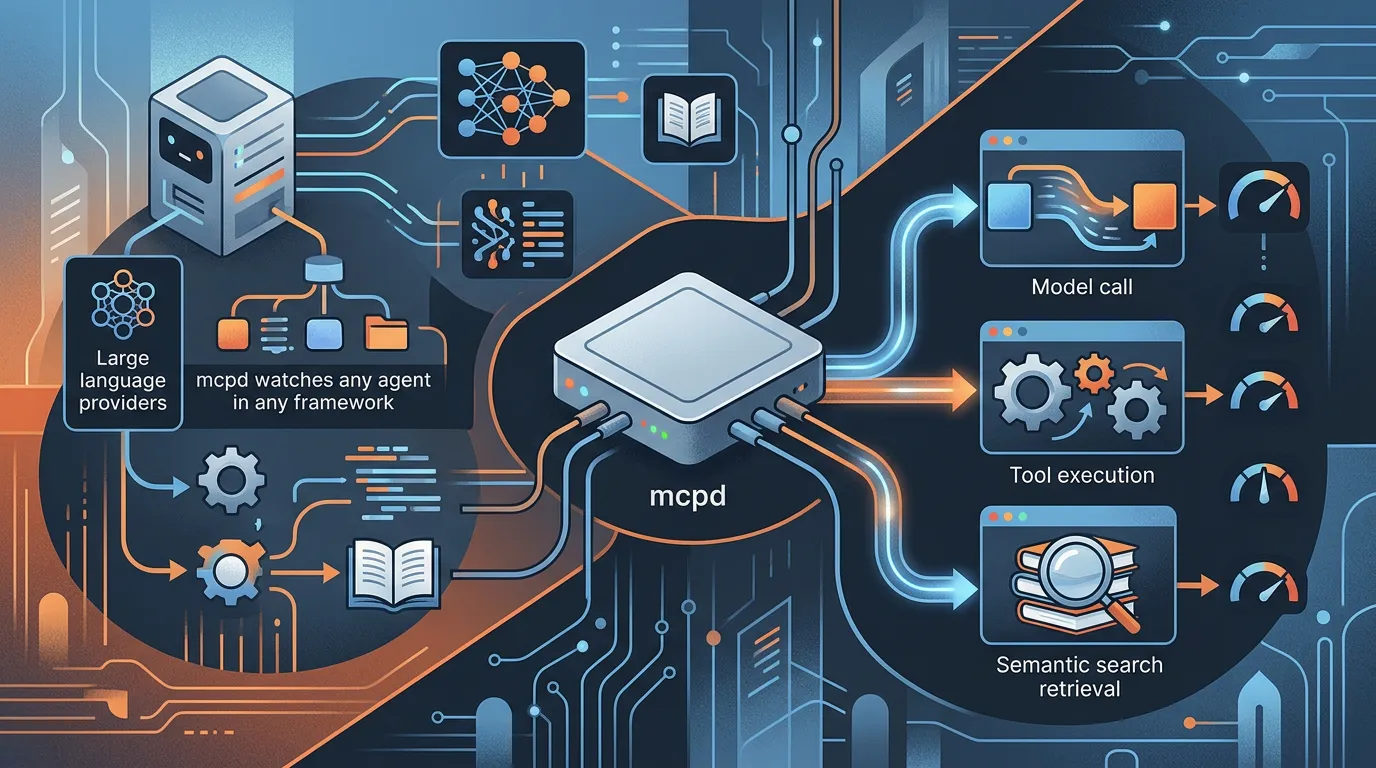 Large
language
providers
mcpd watches any agent
in any framework
mcpd
Model call
Tool execution
Semantic search
retrieval